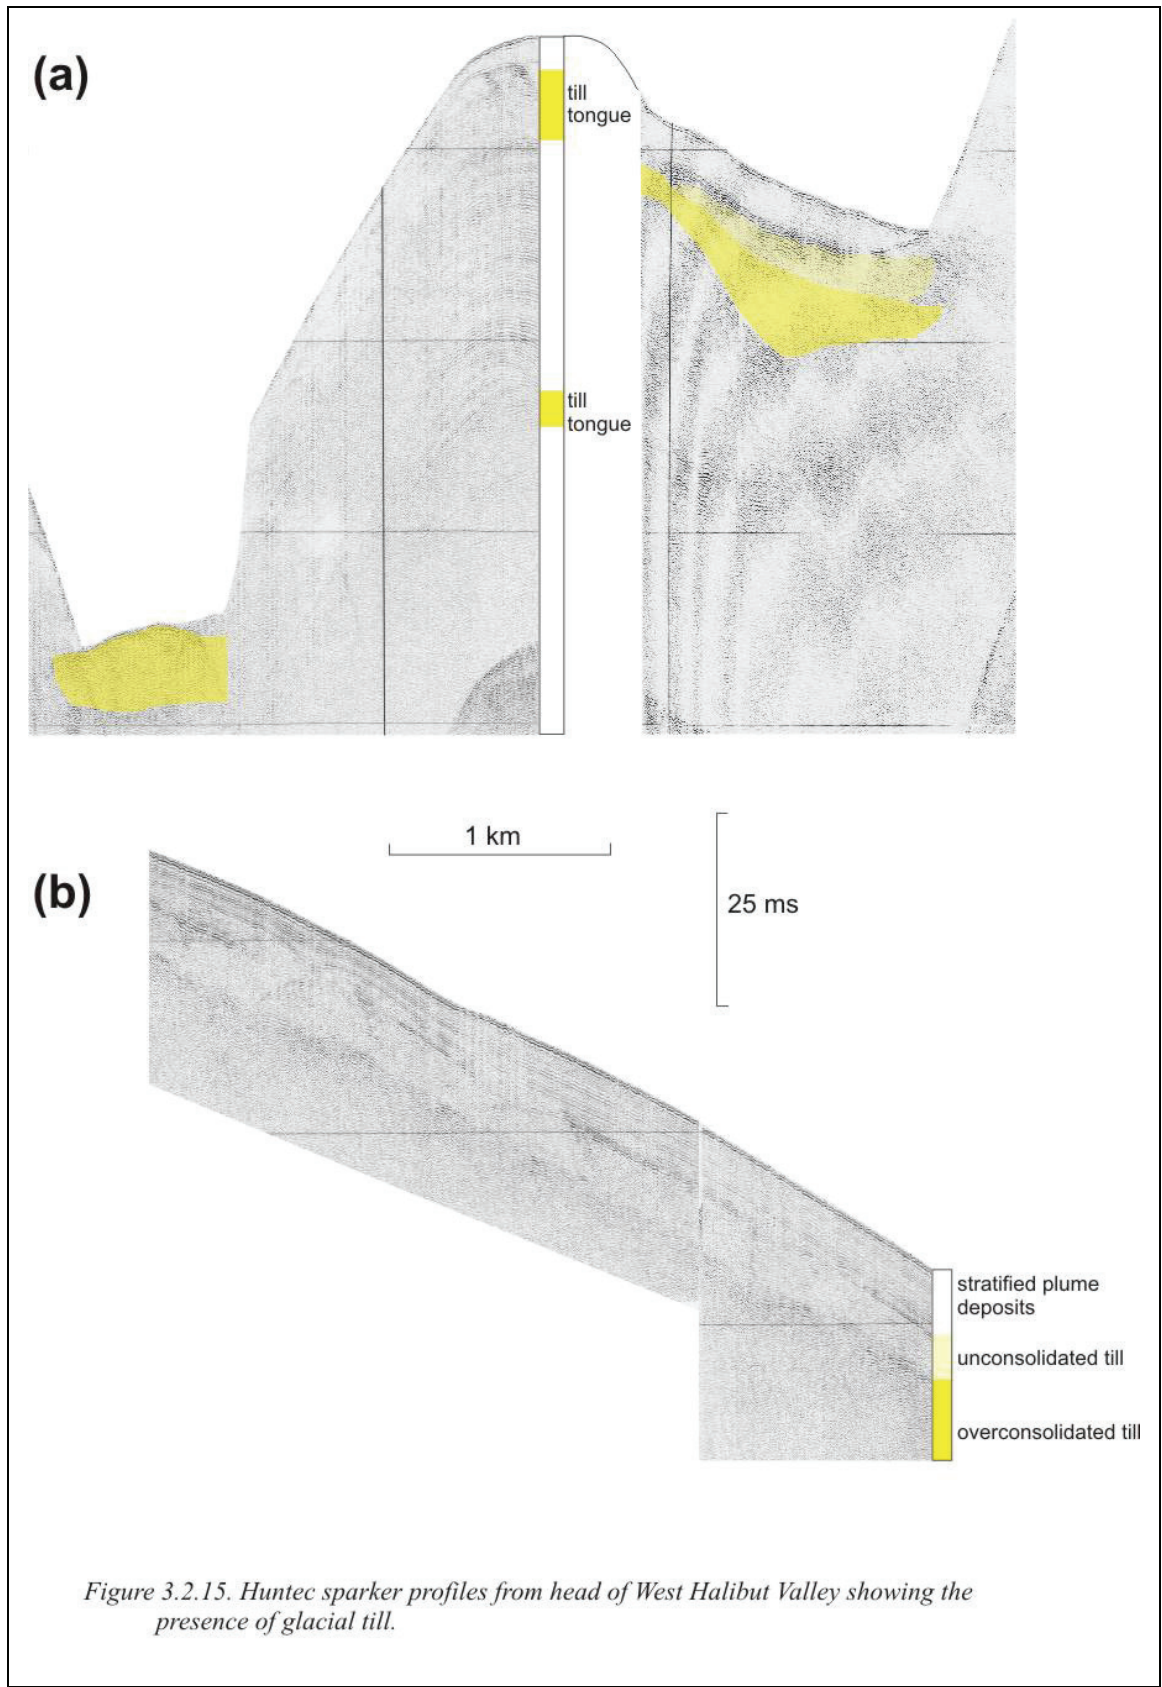 (a)
till
tongue
till
tongue
1 km
25 ms
(b)
stratified plume
deposits
unconsolidated till
overconsolidated till
Figure 3.2.15. Huntec sparker profiles from head of West Halibut Valley showing the
presence of glacial till.